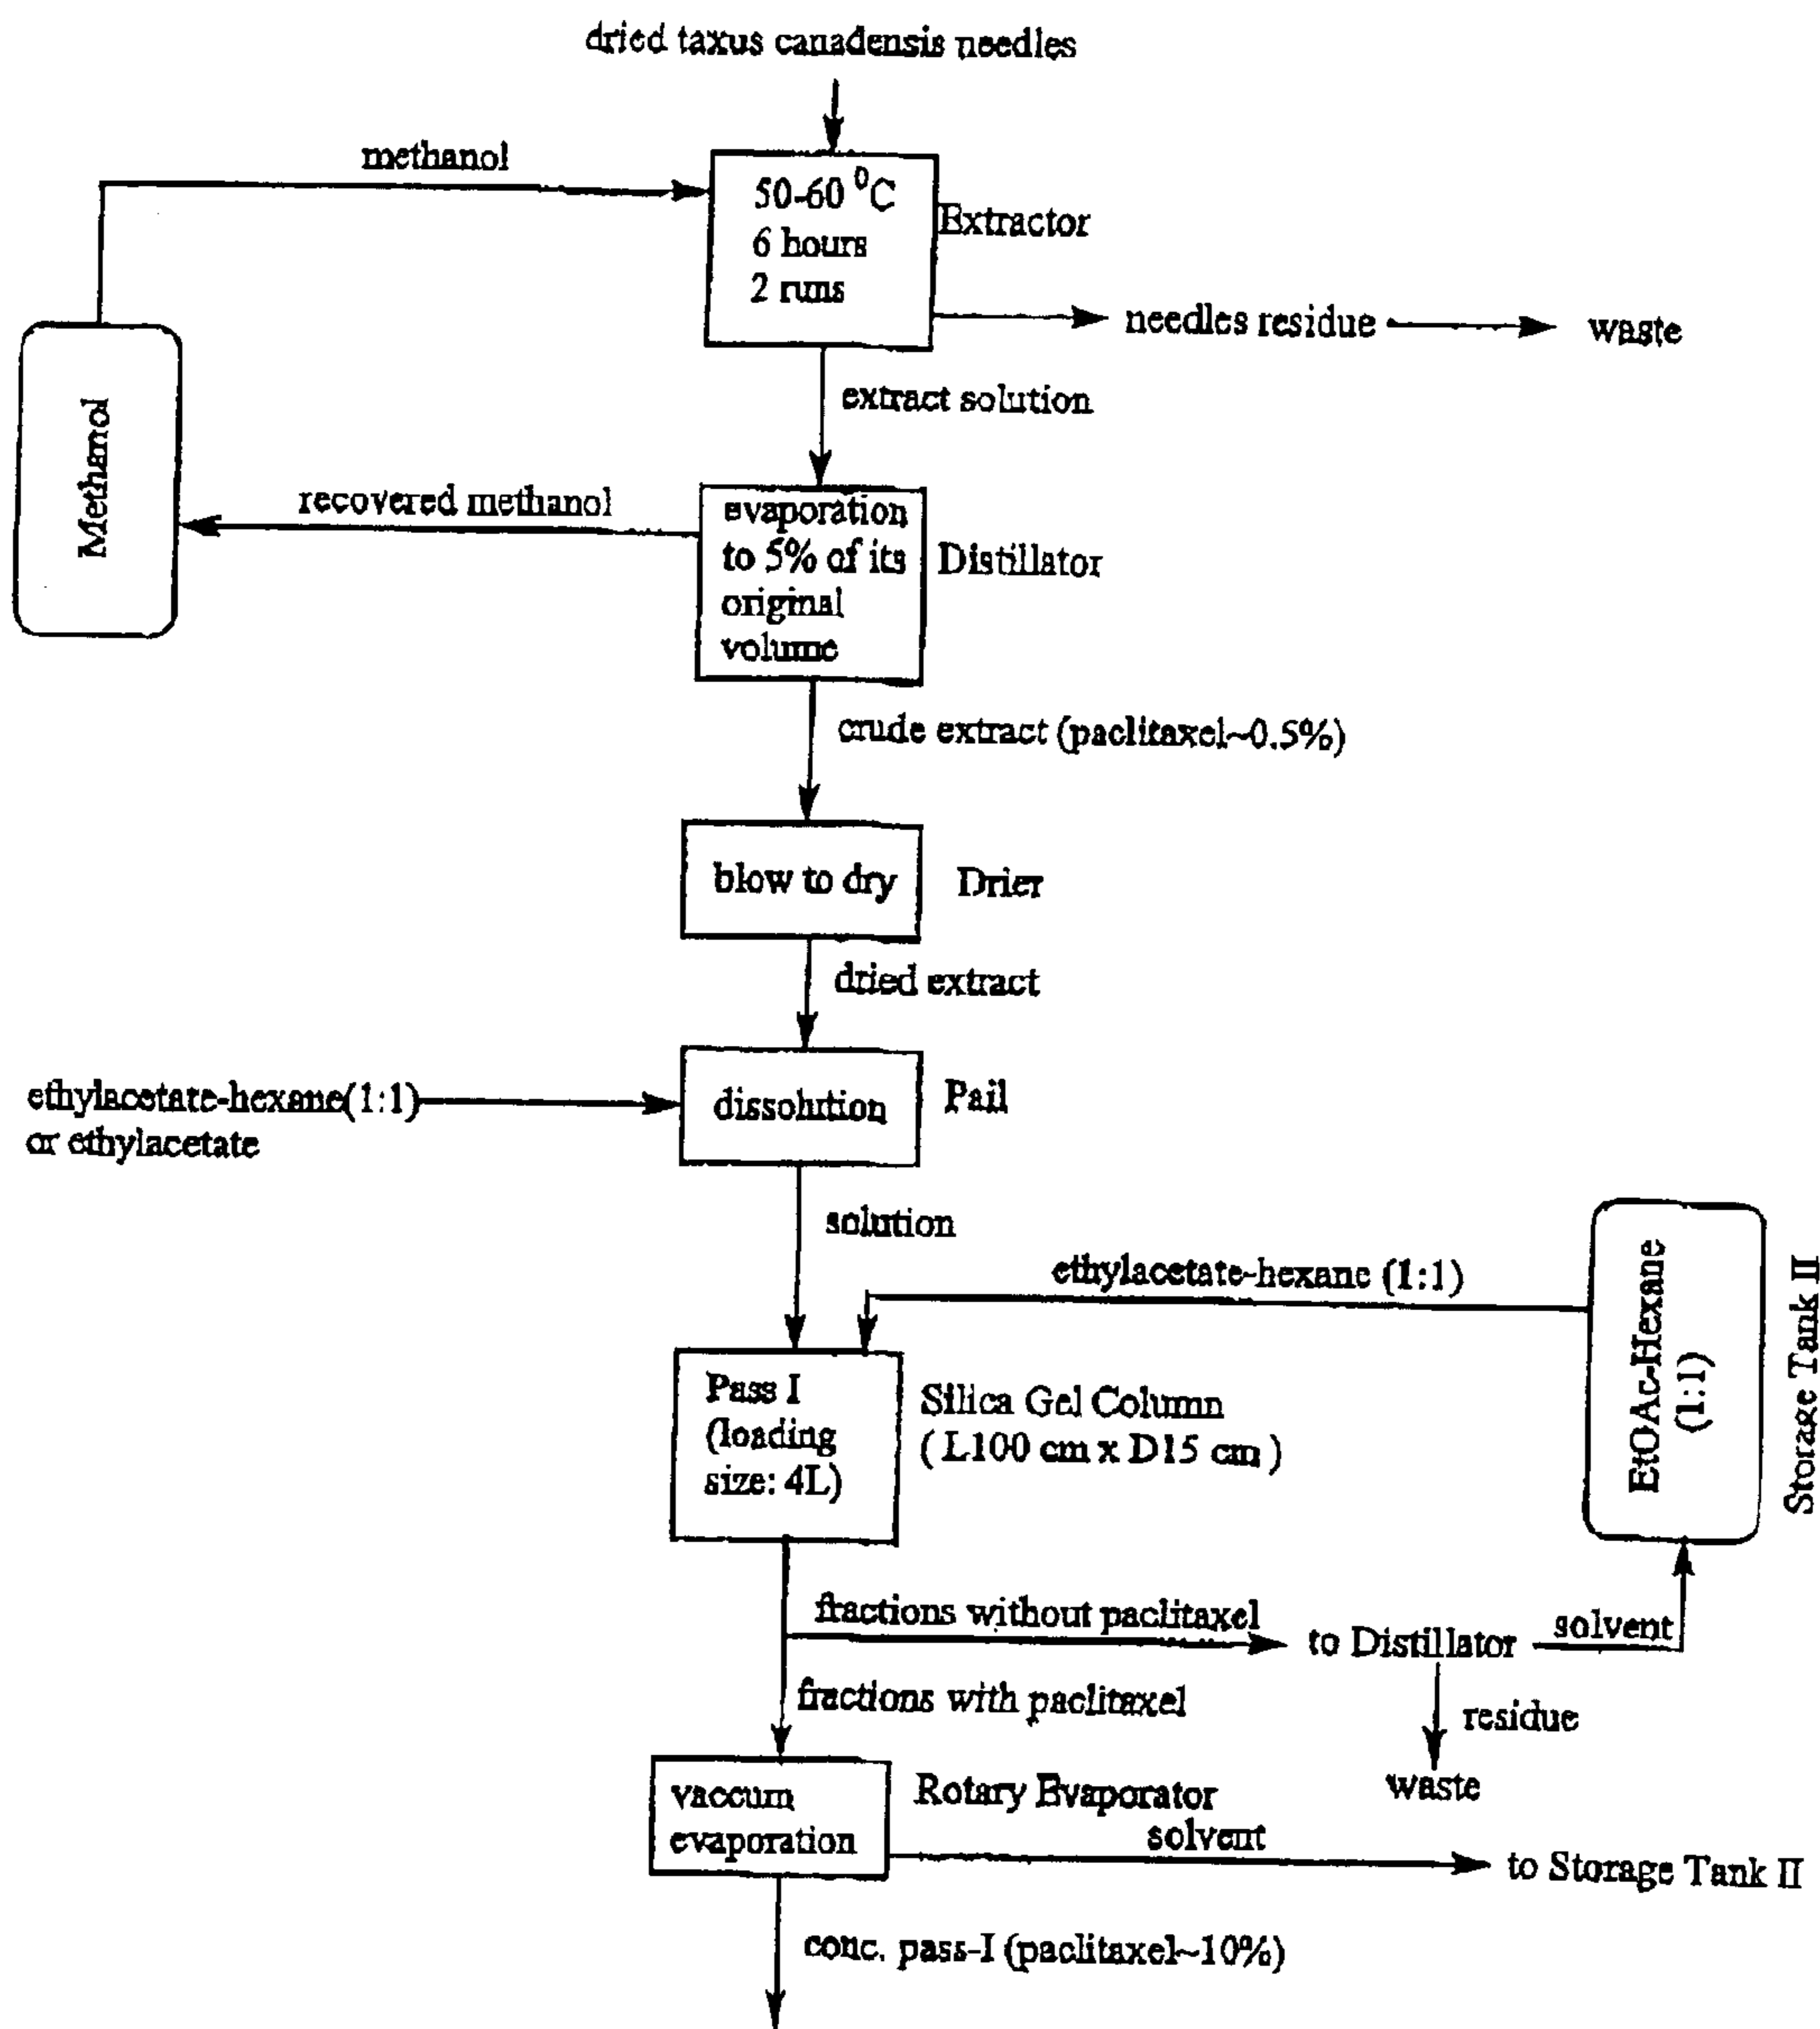 dried taxus canadensis needles
methanol
50-60 ⁰C
6 hours
2 runs
Extractor
needles residue
waste
extract solution
Methanol
recovered methanol
evaporation
to 5% of its
original
volume
Distillator
crude extract (paclitaxel~0.5%)
blow to dry
Drier
dried extract
ethylacetate-hexane(1:1)
or ethylacetate
dissolution
Pail
solution
ethylacetate-hexane (1:1)
EtOAc-Hexane
(1:1)
Storage Tank II
Pass I
(loading
size: 4L)
Silica Gel Column
( L100 cm x D15 cm )
fractions without paclitaxel
to Distillator
solvent
fractions with paclitaxel
residue
waste
vaccum
evaporation
Rotary Evaporator
solvent
to Storage Tank II
conc. pass-I (paclitaxel~10%)